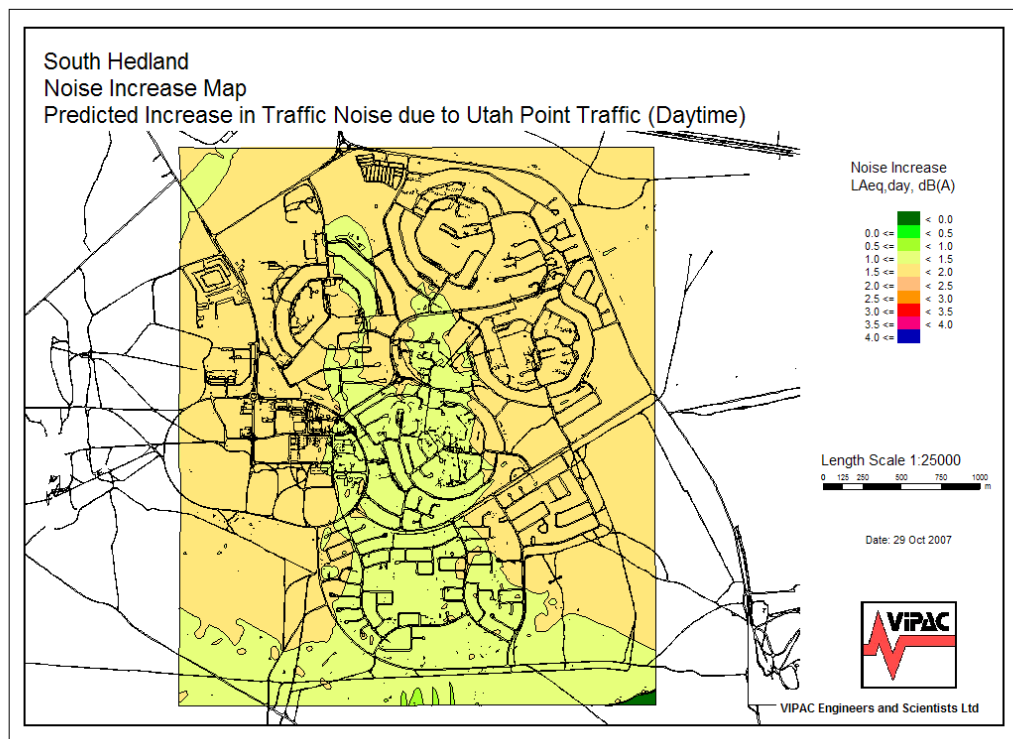 South Hedland
Noise Increase Map
Predicted Increase in Traffic Noise due to Utah Point Traffic (Daytime)
Noise Increase
LAeq,day, dB(A)
< 0.0
0.0 <= < 0.5
0.5 <= < 1.0
1.0 <= < 1.5
1.5 <= < 2.0
2.0 <= < 2.5
2.5 <= < 3.0
3.0 <= < 3.5
3.5 <= < 4.0
4.0 <=
Length Scale 1:25000
0 125 250 500 750 1000
m
Date: 29 Oct 2007
VIPAC
VIPAC Engineers and Scientists Ltd